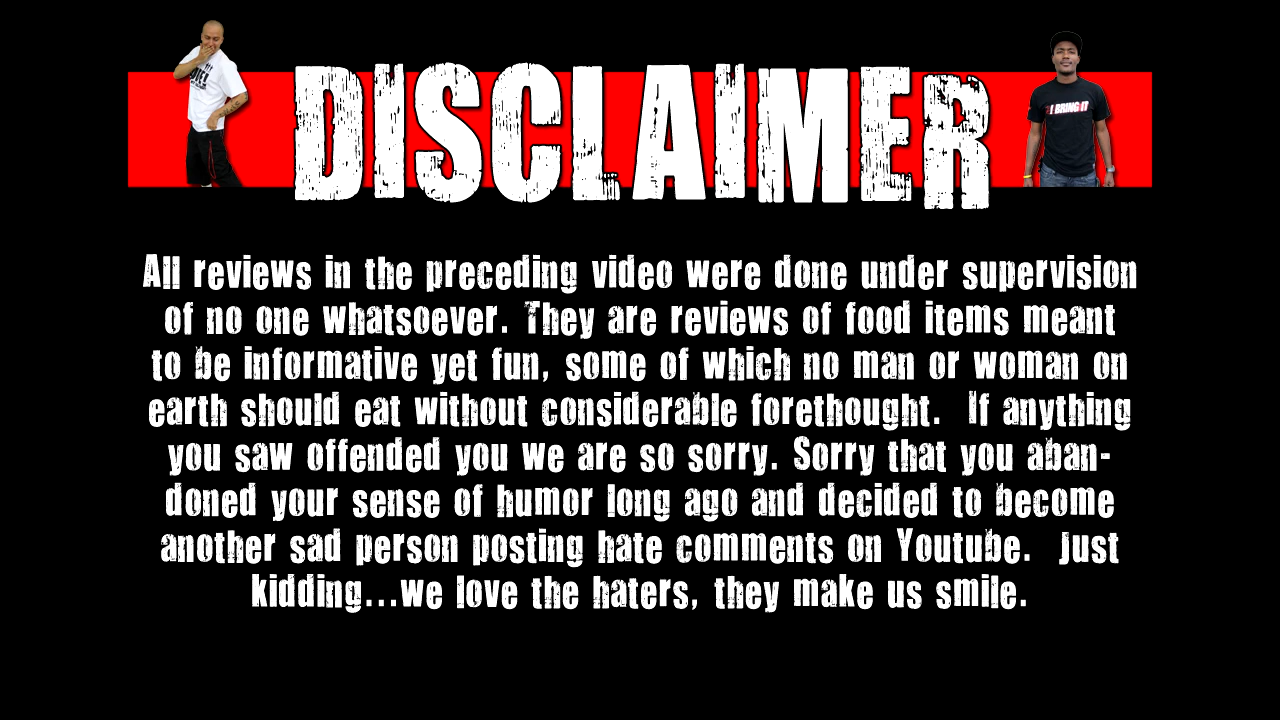 DISCLAIMER
I BRING IT
All reviews in the preceding video were done under supervision
of no one whatsoever. They are reviews of food items meant
to be informative yet fun, some of which no man or woman on
earth should eat without considerable forethought. If anything
you saw offended you we are so sorry. Sorry that you aban-
doned your sense of humor long ago and decided to become
another sad person posting hate comments on Youtube. Just
kidding...we love the haters, they make us smile.